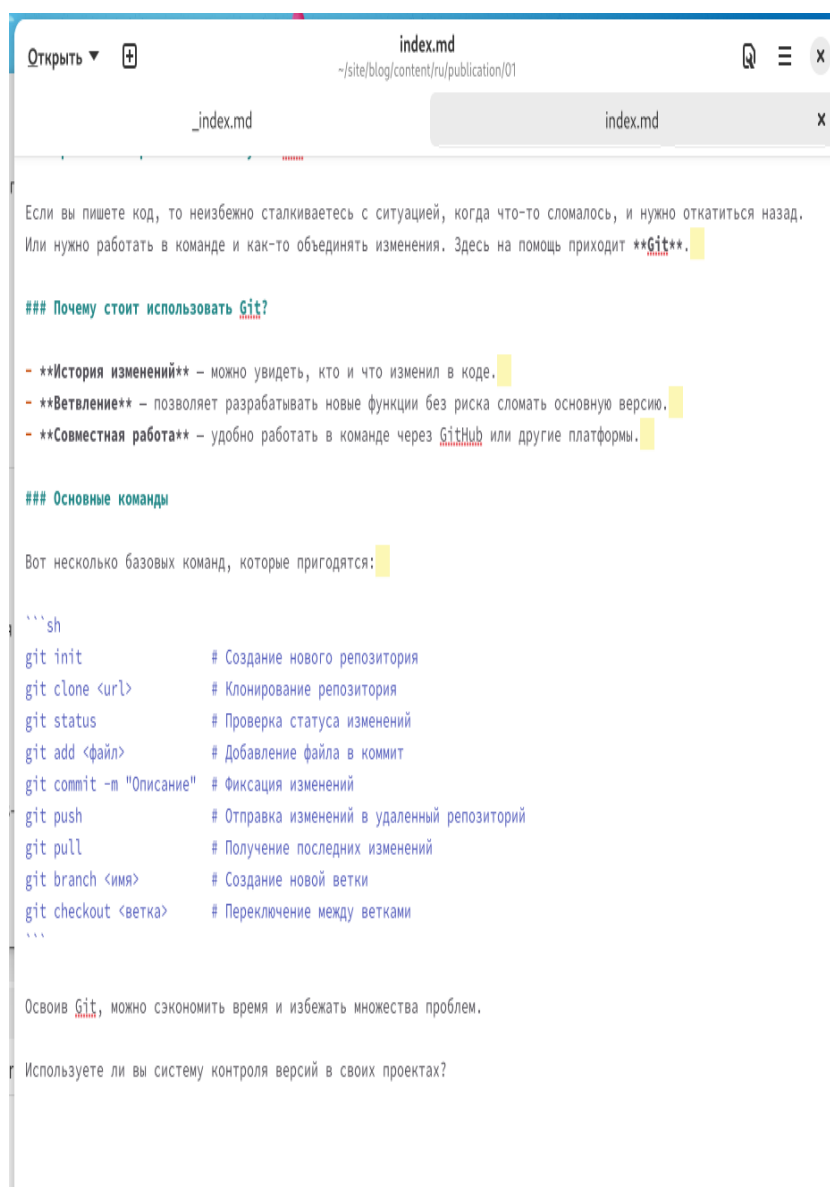 Открыть
index.md
~/site/blog/content/ru/publication/01
_index.md
index.md
Если вы пишете код, то неизбежно сталкиваетесь с ситуацией, когда что-то сломалось, и нужно откатиться назад.
Или нужно работать в команде и как-то объединять изменения. Здесь на помощь приходит **Git**.
### Почему стоит использовать Git?
- **История изменений** — можно увидеть, кто и что изменил в коде.
- **Ветвление** — позволяет разрабатывать новые функции без риска сломать основную версию.
- **Совместная работа** — удобно работать в команде через GitHub или другие платформы.
### Основные команды
Вот несколько базовых команд, которые пригодятся:
```sh
git init # Создание нового репозитория
git clone <url> # Клонирование репозитория
git status # Проверка статуса изменений
git add <файл> # Добавление файла в коммит
git commit -m "Описание" # Фиксация изменений
git push # Отправка изменений в удаленный репозиторий
git pull # Получение последних изменений
git branch <имя> # Создание новой ветки
git checkout <ветка> # Переключение между ветками
```
Освоив Git, можно сэкономить время и избежать множества проблем.
Используете ли вы систему контроля версий в своих проектах?